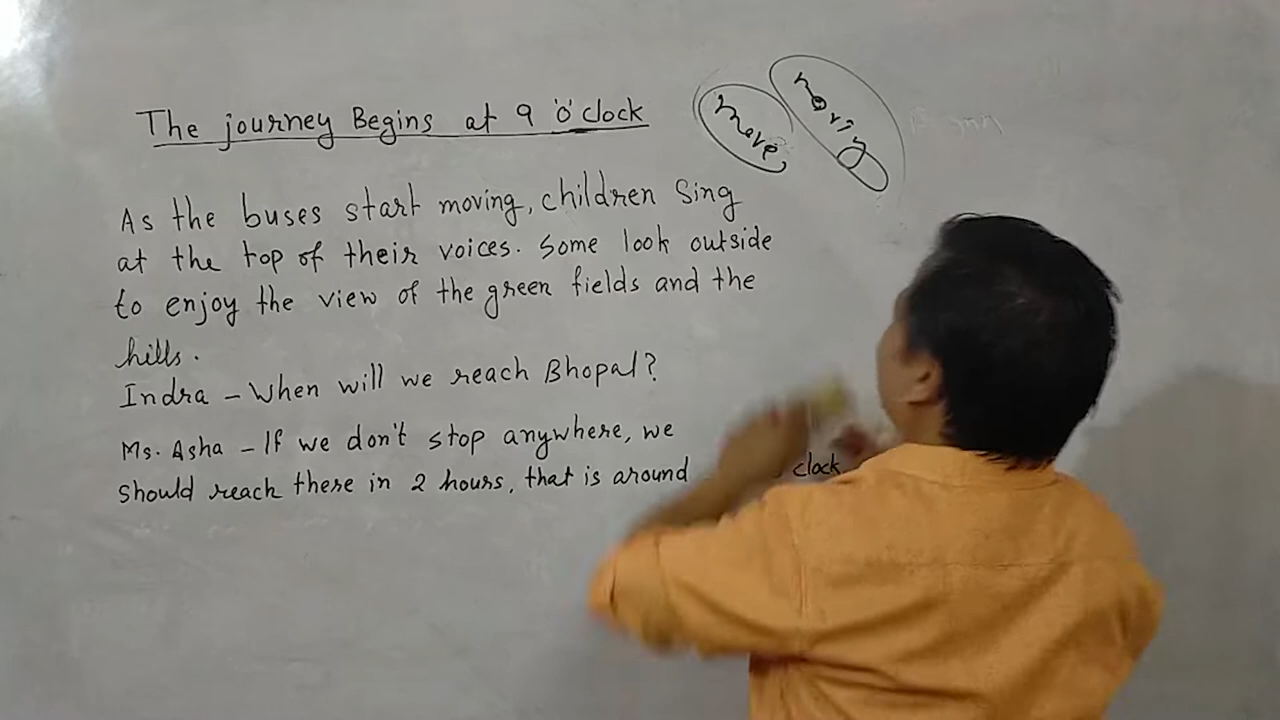 The journey Begins at 9 'o' clock
move
moving
As the buses start moving, children Sing
at the top of their voices. Some look outside
to enjoy the view of the green fields and the
hills.
Indra – When will we reach Bhopal?
Ms. Asha – If we don't stop anywhere, we
should reach there in 2 hours, that is around
clock